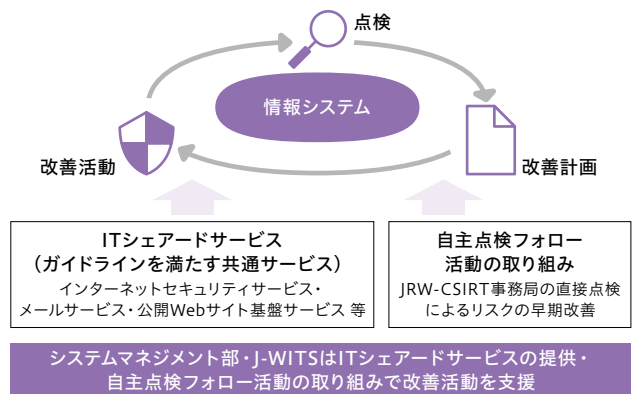 点検
情報システム
改善活動
改善計画
ITシェアードサービス
（ガイドラインを満たす共通サービス）
インターネットセキュリティサービス・
メールサービス・公開Webサイト基盤サービス 等
自主点検フォロー
活動の取り組み
JRW-CSIRT事務局の直接点検
によるリスクの早期改善
システムマネジメント部・J-WITSはITシェアードサービスの提供・
自主点検フォロー活動の取り組みで改善活動を支援